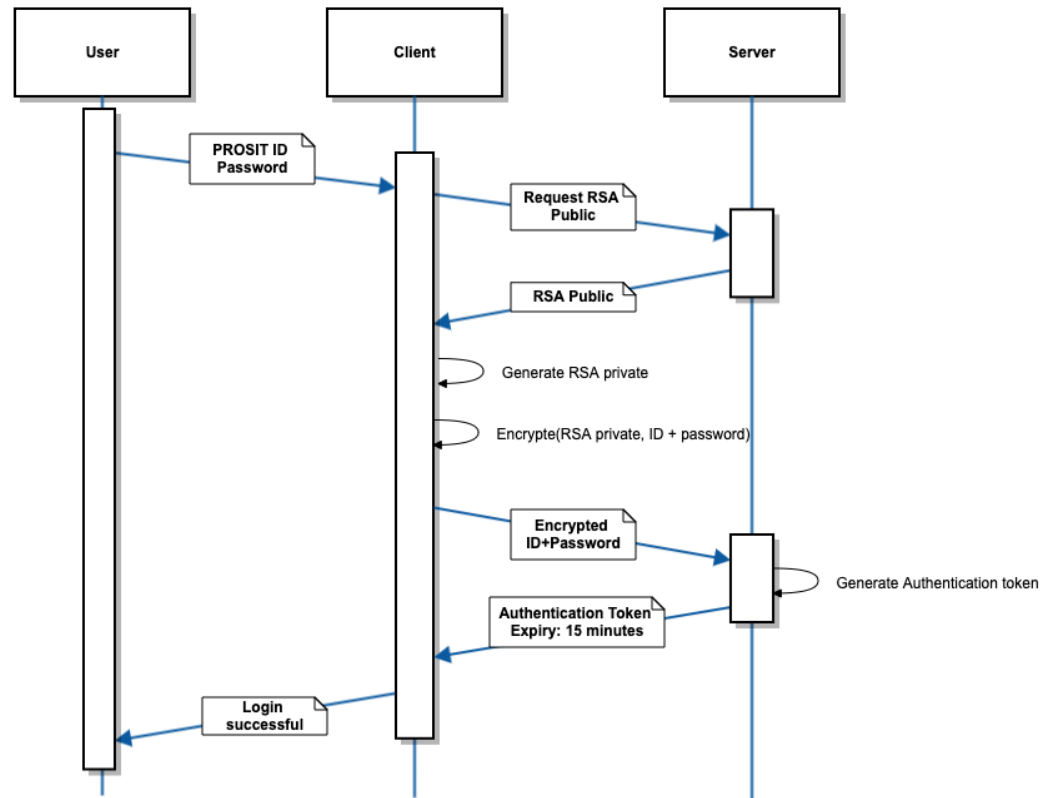 User
Client
Server
PROSIT ID
Password
Request RSA
Public
RSA Public
Generate RSA private
Encrypte(RSA private, ID + password)
Encrypted
ID+Password
Generate Authentication token
Authentication Token
Expiry: 15 minutes
Login
successful